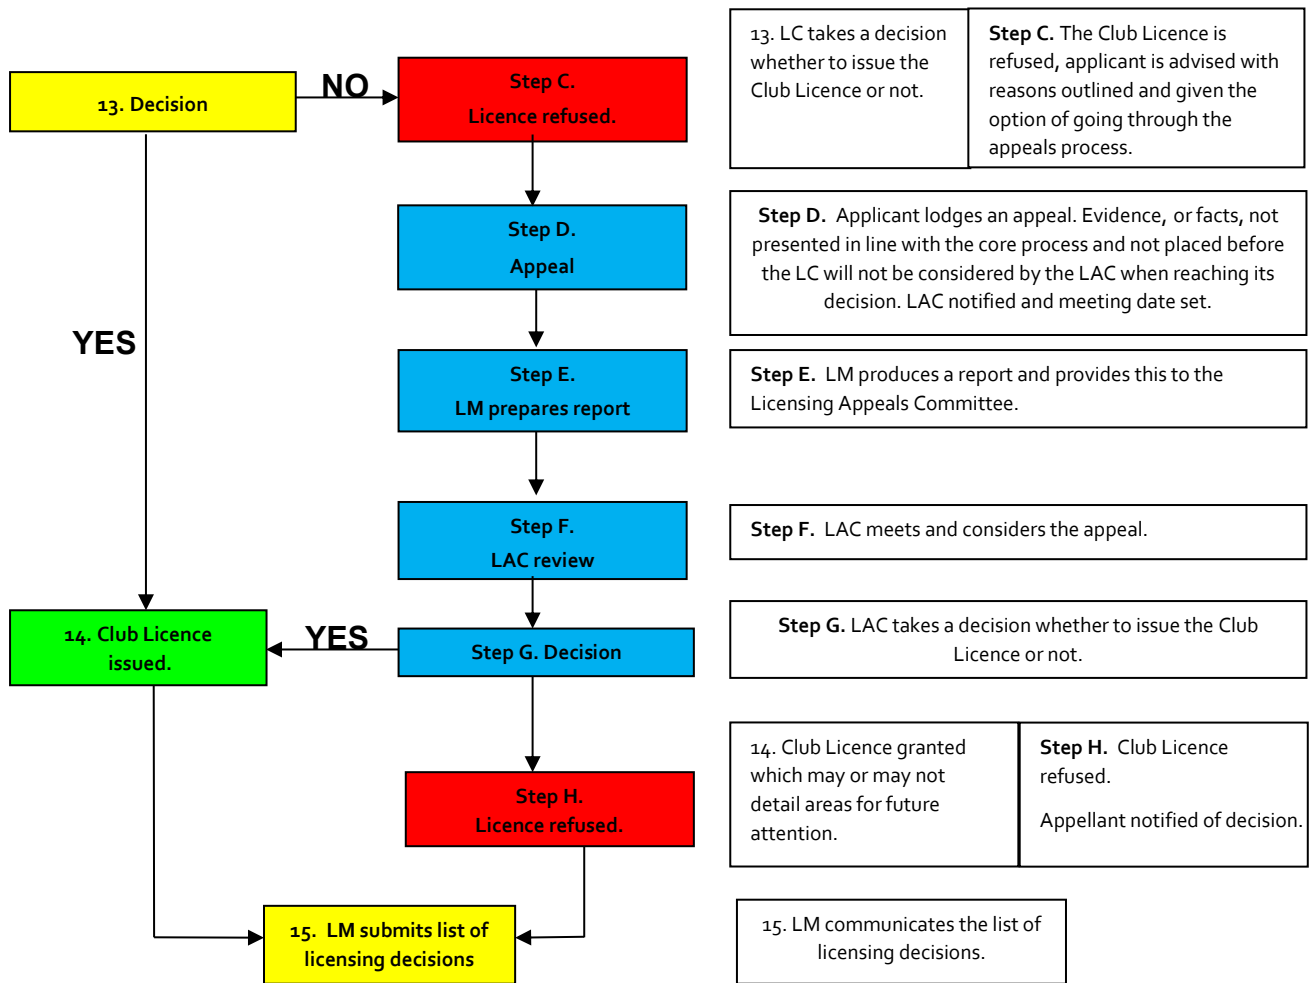 13. Decision
NO
Step C.
Licence refused.
13. LC takes a decision
whether to issue the
Club Licence or not.
Step C. The Club Licence is
refused, applicant is advised with
reasons outlined and given the
option of going through the
appeals process.
Step D.
Appeal
Step D. Applicant lodges an appeal. Evidence, or facts, not
presented in line with the core process and not placed before
the LC will not be considered by the LAC when reaching its
decision. LAC notified and meeting date set.
YES
Step E.
LM prepares report
Step E. LM produces a report and provides this to the
Licensing Appeals Committee.
Step F.
LAC review
Step F. LAC meets and considers the appeal.
14. Club Licence
issued.
YES
Step G. Decision
Step G. LAC takes a decision whether to issue the Club
Licence or not.
Step H.
Licence refused.
14. Club Licence granted
which may or may not
detail areas for future
attention.
Step H. Club Licence
refused.
Appellant notified of decision.
15. LM submits list of
licensing decisions
15. LM communicates the list of
licensing decisions.